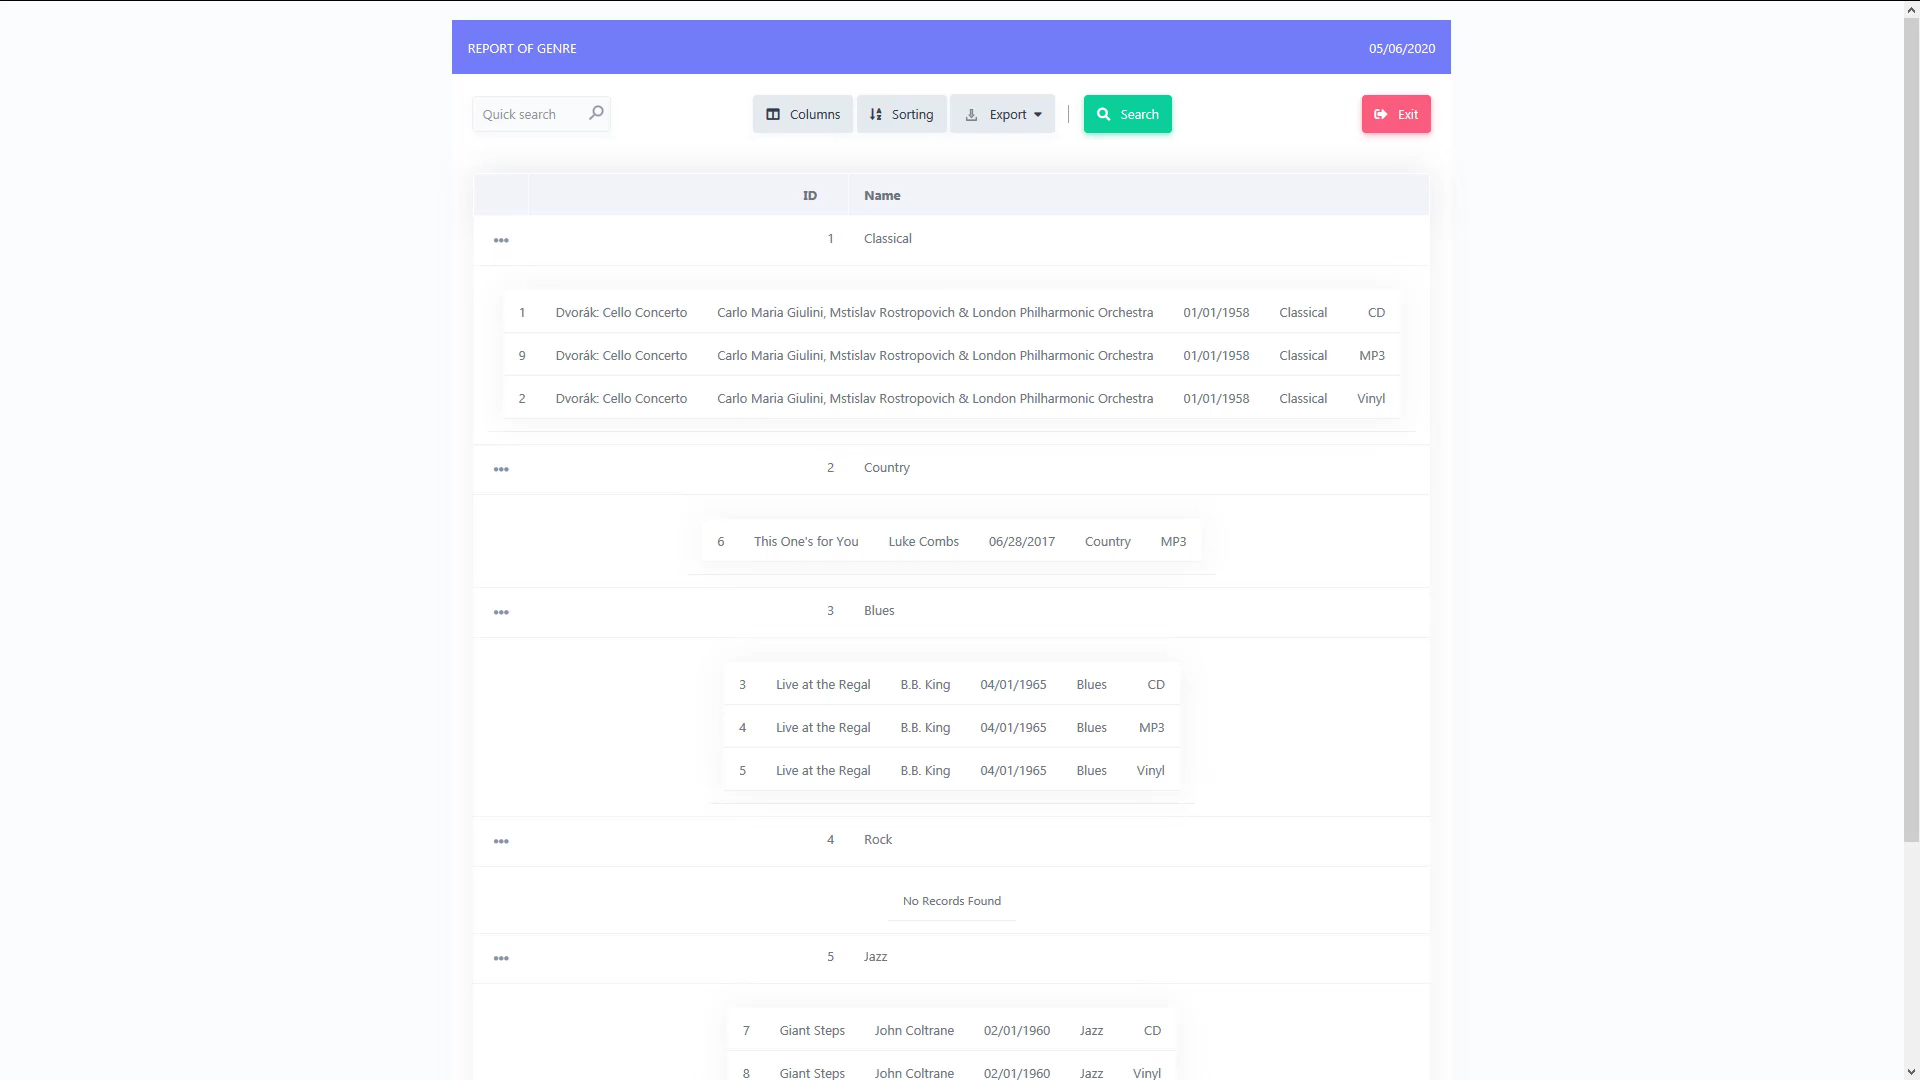 REPORT OF GENRE 05/06/2020
Quick search Columns Sorting Export Search Exit
ID Name
1 Classical
1 Dvorák: Cello Concerto Carlo Maria Giulini, Mstislav Rostropovich & London Philharmonic Orchestra 01/01/1958 Classical CD
9 Dvorák: Cello Concerto Carlo Maria Giulini, Mstislav Rostropovich & London Philharmonic Orchestra 01/01/1958 Classical MP3
2 Dvorák: Cello Concerto Carlo Maria Giulini, Mstislav Rostropovich & London Philharmonic Orchestra 01/01/1958 Classical Vinyl
2 Country
6 This One's for You Luke Combs 06/28/2017 Country MP3
3 Blues
3 Live at the Regal B.B. King 04/01/1965 Blues CD
4 Live at the Regal B.B. King 04/01/1965 Blues MP3
5 Live at the Regal B.B. King 04/01/1965 Blues Vinyl
4 Rock
No Records Found
5 Jazz
7 Giant Steps John Coltrane 02/01/1960 Jazz CD
8 Giant Steps John Coltrane 02/01/1960 Jazz Vinyl